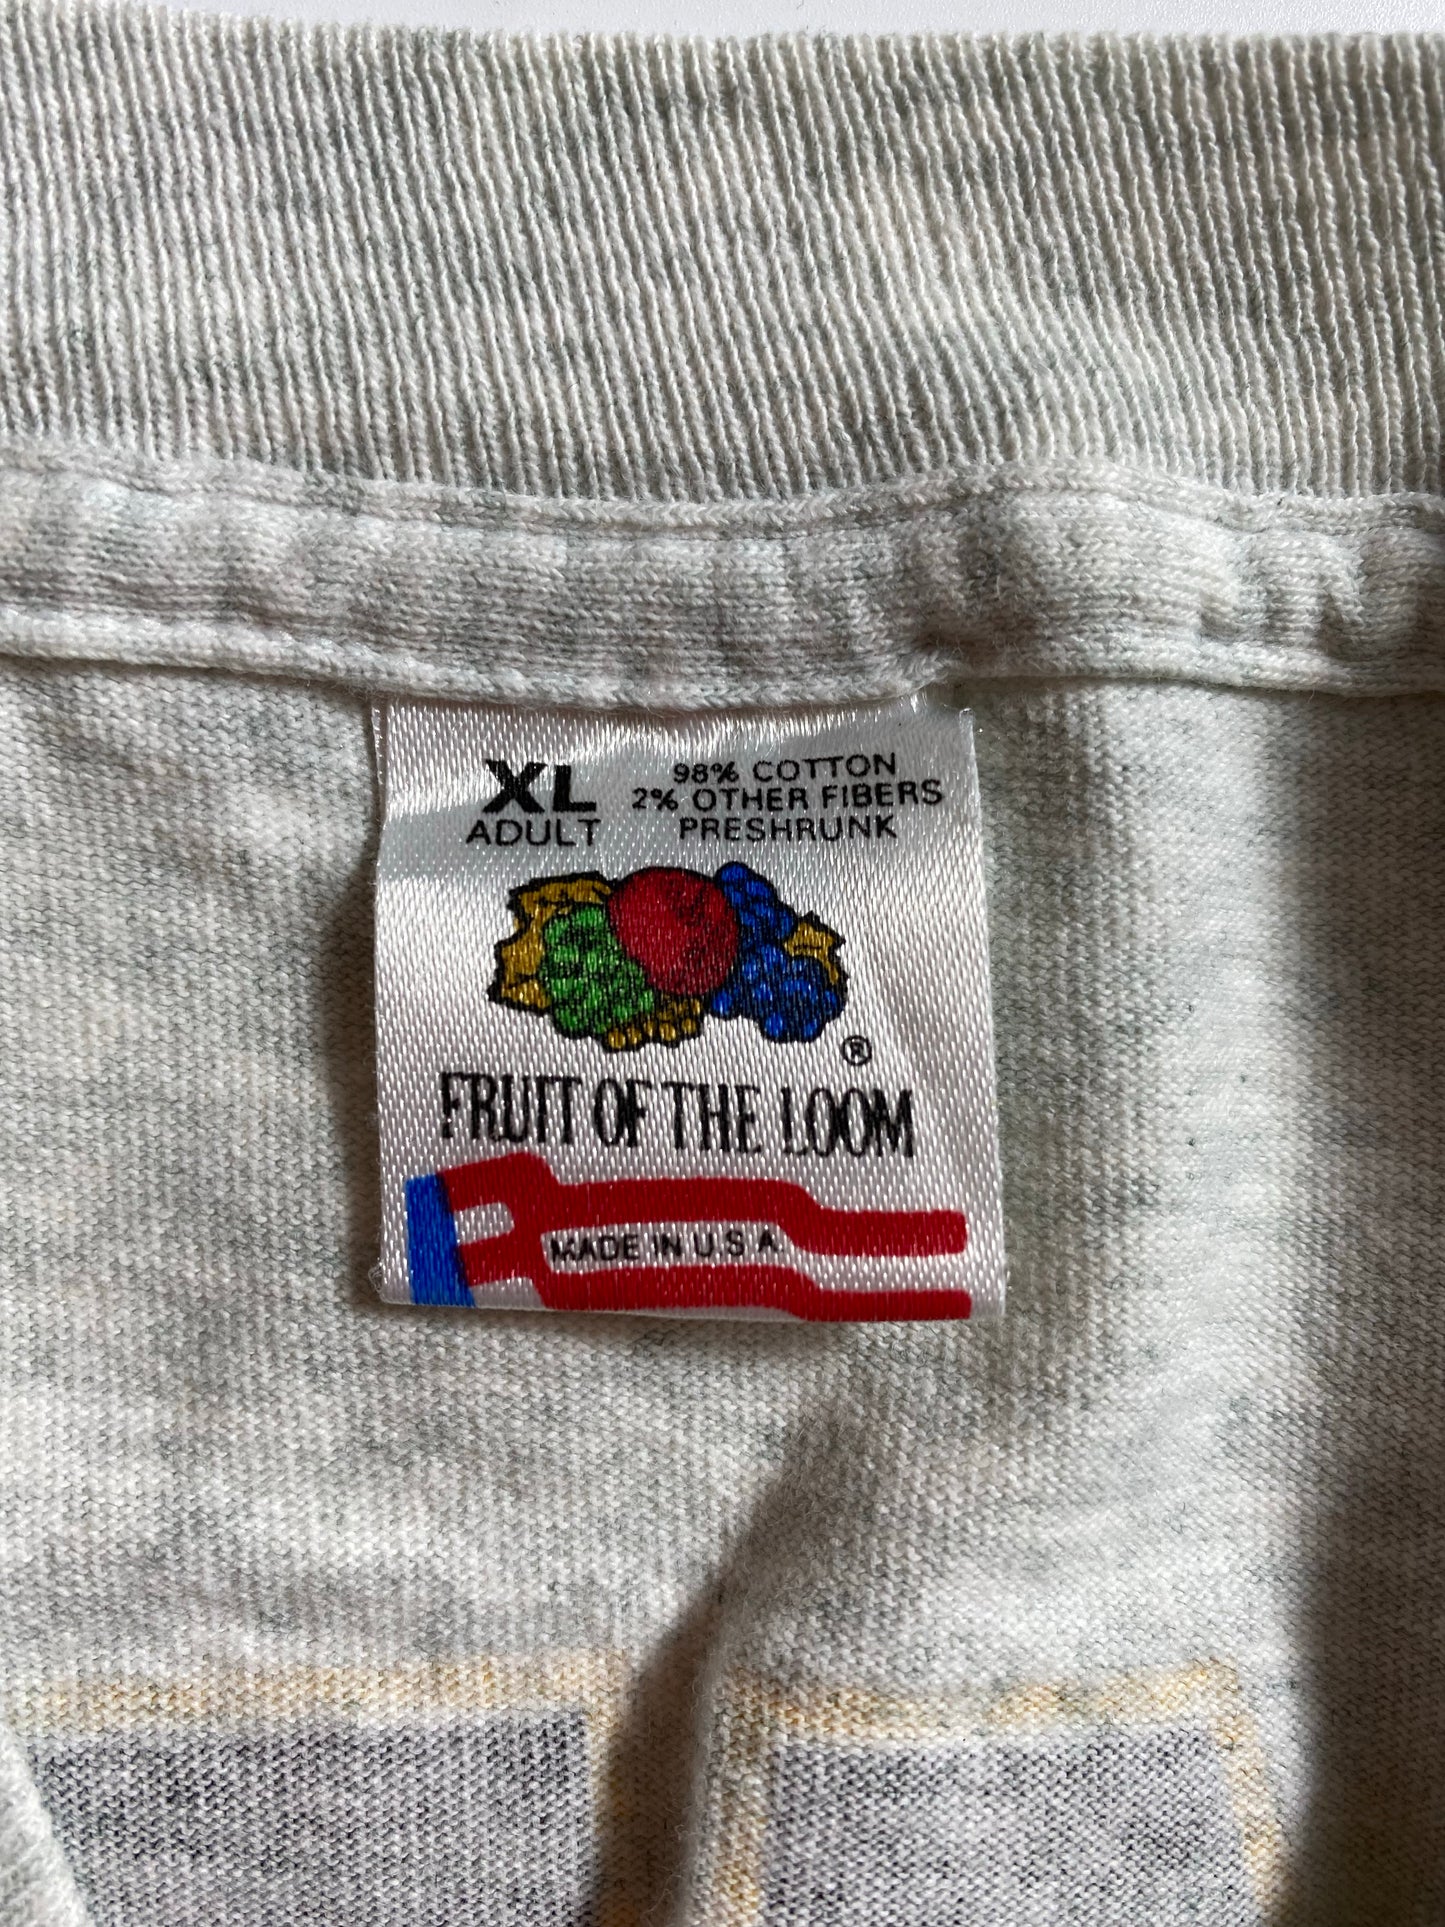 XL
ADULT
98% COTTON
2% OTHER FIBERS
PRESHRUNK
®
FRUIT OF THE LOOM
MADE IN U.S.A.